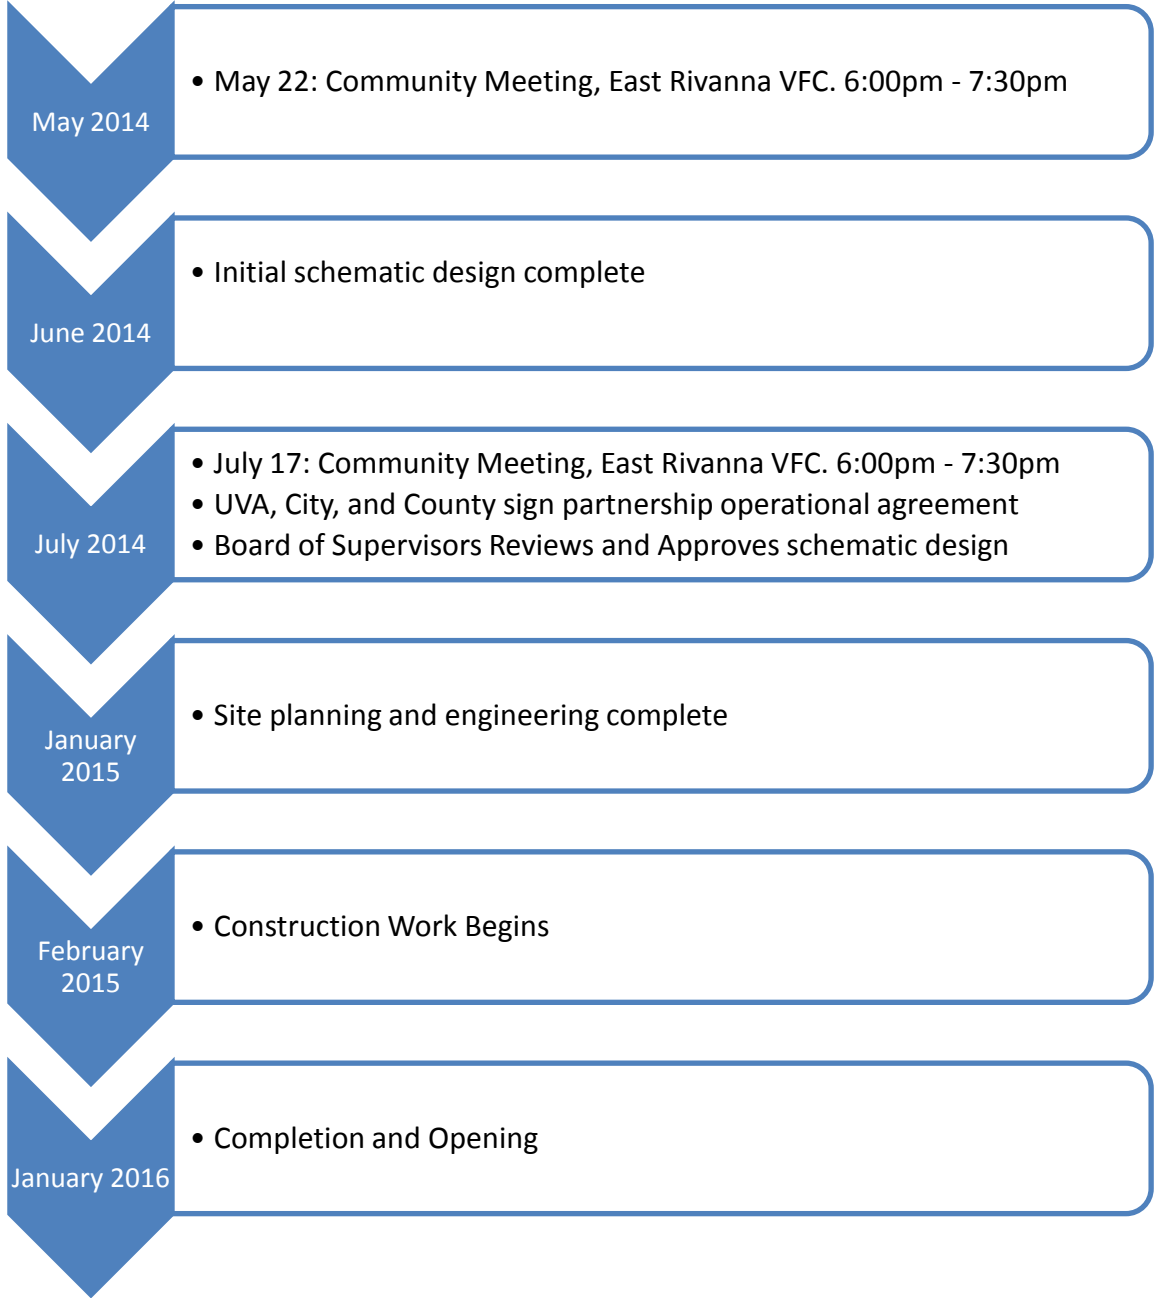 May 2014
• May 22: Community Meeting, East Rivanna VFC. 6:00pm - 7:30pm
June 2014
• Initial schematic design complete
July 2014
• July 17: Community Meeting, East Rivanna VFC. 6:00pm - 7:30pm
• UVA, City, and County sign partnership operational agreement
• Board of Supervisors Reviews and Approves schematic design
January
2015
• Site planning and engineering complete
February
2015
• Construction Work Begins
January 2016
• Completion and Opening